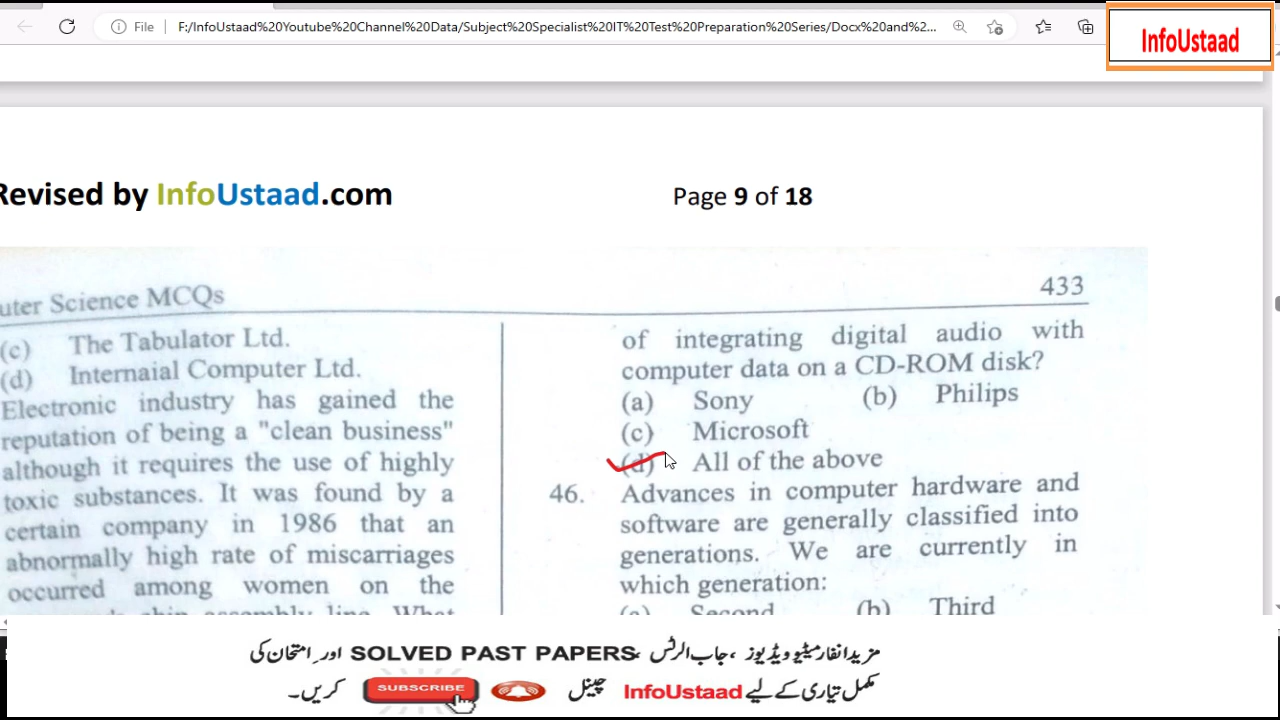 File
F:/InfoUstaad%20Youtube%20Channel%20Data/Subject%20Specialist%20IT%20Test%20Preparation%20Series/Docx%20and%2...
InfoUstaad
Revised by InfoUstaad.com
Page 9 of 18
uter Science MCQs
433
(c) The Tabulator Ltd.
(d) Internaial Computer Ltd.
Electronic industry has gained the
reputation of being a "clean business"
although it requires the use of highly
toxic substances. It was found by a
certain company in 1986 that an
abnormally high rate of miscarriages
occurred among women on the
chip assembly line. What
of integrating digital audio with
computer data on a CD-ROM disk?
(a) Sony (b) Philips
(c) Microsoft
(d) All of the above
46. Advances in computer hardware and
software are generally classified into
generations. We are currently in
which generation:
(a) Second (b) Third
مزید انفارمیٹیو ویڈیوز ،جاب الرٹس ،SOLVED PAST PAPERS اور امتحان کی
مکمل تیاری کے لیے InfoUstaad چینل SUBSCRIBE کریں۔